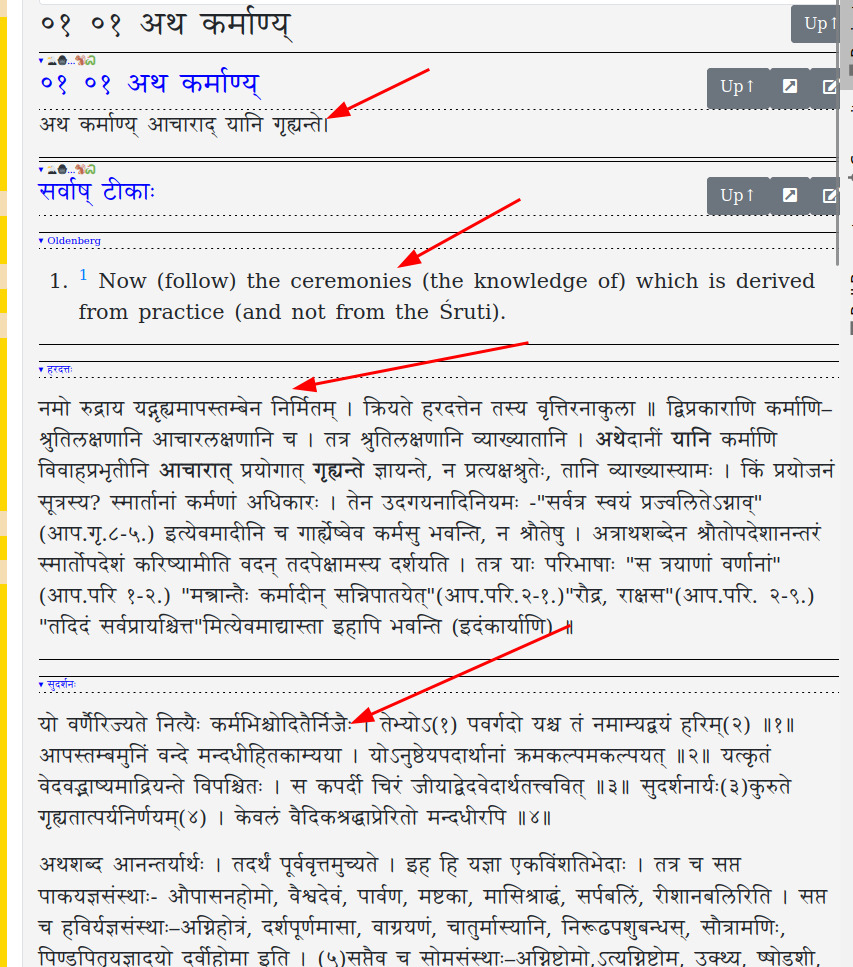 ०१ ०१ अथ कर्माण्य्
Up↑
०१ ०१ अथ कर्माण्य्
Up↑
अथ कर्माण्य् आचाराद् यानि गृह्यन्ते।
सर्वाष् टीकाः
Up↑
Oldenberg
1. 1 Now (follow) the ceremonies (the knowledge of) which is derived
from practice (and not from the Śruti).
हरदत्तः
नमो रुद्राय यद्गृह्यमापस्तम्बेन निर्मितम् । क्रियते हरदत्तेन तस्य वृत्तिरनाकुला ॥ द्विप्रकाराणि कर्माणि–
श्रुतिलक्षणानि आचारलक्षणानि च । तत्र श्रुतिलक्षणानि व्याख्यातानि । अथेदानीं यानि कर्माणि
विवाहप्रभृतीनि आचारात् प्रयोगात् गृह्यन्ते ज्ञायन्ते, न प्रत्यक्षश्रुतेः, तानि व्याख्यास्यामः । किं प्रयोजनं
सूत्रस्य? स्मार्तानां कर्मणां अधिकारः । तेन उदगयनादिनियमः -"सर्वत्र स्वयं प्रज्वलितेऽग्नाव्"
(आप.गृ.८-५.) इत्येवमादीनि च गार्ह्येष्वेव कर्मसु भवन्ति, न श्रौतेषु । अत्राथशब्देन श्रौतोपदेशानन्तरं
स्मार्तोपदेशं करिष्यामीति वदन् तदपेक्षामस्य दर्शयति । तत्र याः परिभाषाः "स त्रयाणां वर्णानां"
(आप.परि १-२.) "मन्त्रान्तैः कर्मादीन् सन्निपातयेत्"(आप.परि.२-१.)"रौद्र, राक्षस"(आप.परि. २-९.)
"तदिदं सर्वप्रायश्चित्त"मित्येवमाद्यास्ता इहापि भवन्ति (इदंकार्याणि) ॥
सुदर्शनः
यो वर्णैरिज्यते नित्यैः कर्मभिश्चोदितैर्निजैः । तेभ्योऽ(१) पवर्गदो यश्च तं नमाम्यद्वयं हरिम्(२) ॥१॥
आपस्तम्बमुनिं वन्दे मन्दधीहितकाम्यया । योऽनुष्ठेयपदार्थानां क्रमकल्पमकल्पयत् ॥२॥ यत्कृतं
वेदवद्भाष्यमाद्रियन्ते विपश्चितः । स कपर्दी चिरं जीयाद्वेदवेदार्थतत्त्ववित् ॥३॥ सुदर्शनार्यः(३)कुरुते
गृह्यतात्पर्यनिर्णयम्(४) । केवलं वैदिकश्रद्धाप्रेरितो मन्दधीरपि ॥४॥
अथशब्द आनन्तर्यार्थः । तदर्थं पूर्ववृत्तमुच्यते । इह हि यज्ञा एकविंशतिभेदाः । तत्र च सप्त
पाकयज्ञसंस्थाः- औपासनहोमो, वैश्वदेवं, पार्वण, मष्टका, मासिश्राद्धं, सर्पबलिं, रीशानबलिरिति । सप्त
च हविर्यज्ञसंस्थाः–अग्निहोत्रं, दर्शपूर्णमासा, वाग्रयणं, चातुर्मास्यानि, निरूढपशुबन्धस्, सौत्रामणिः,
पिण्डपितृयज्ञादयो दर्वीहोमा इति । (५)सप्तैव च सोमसंस्थाः–अग्निष्टोमो,ऽत्यग्निष्टोम, उक्थ्य, ष्षोडशी,